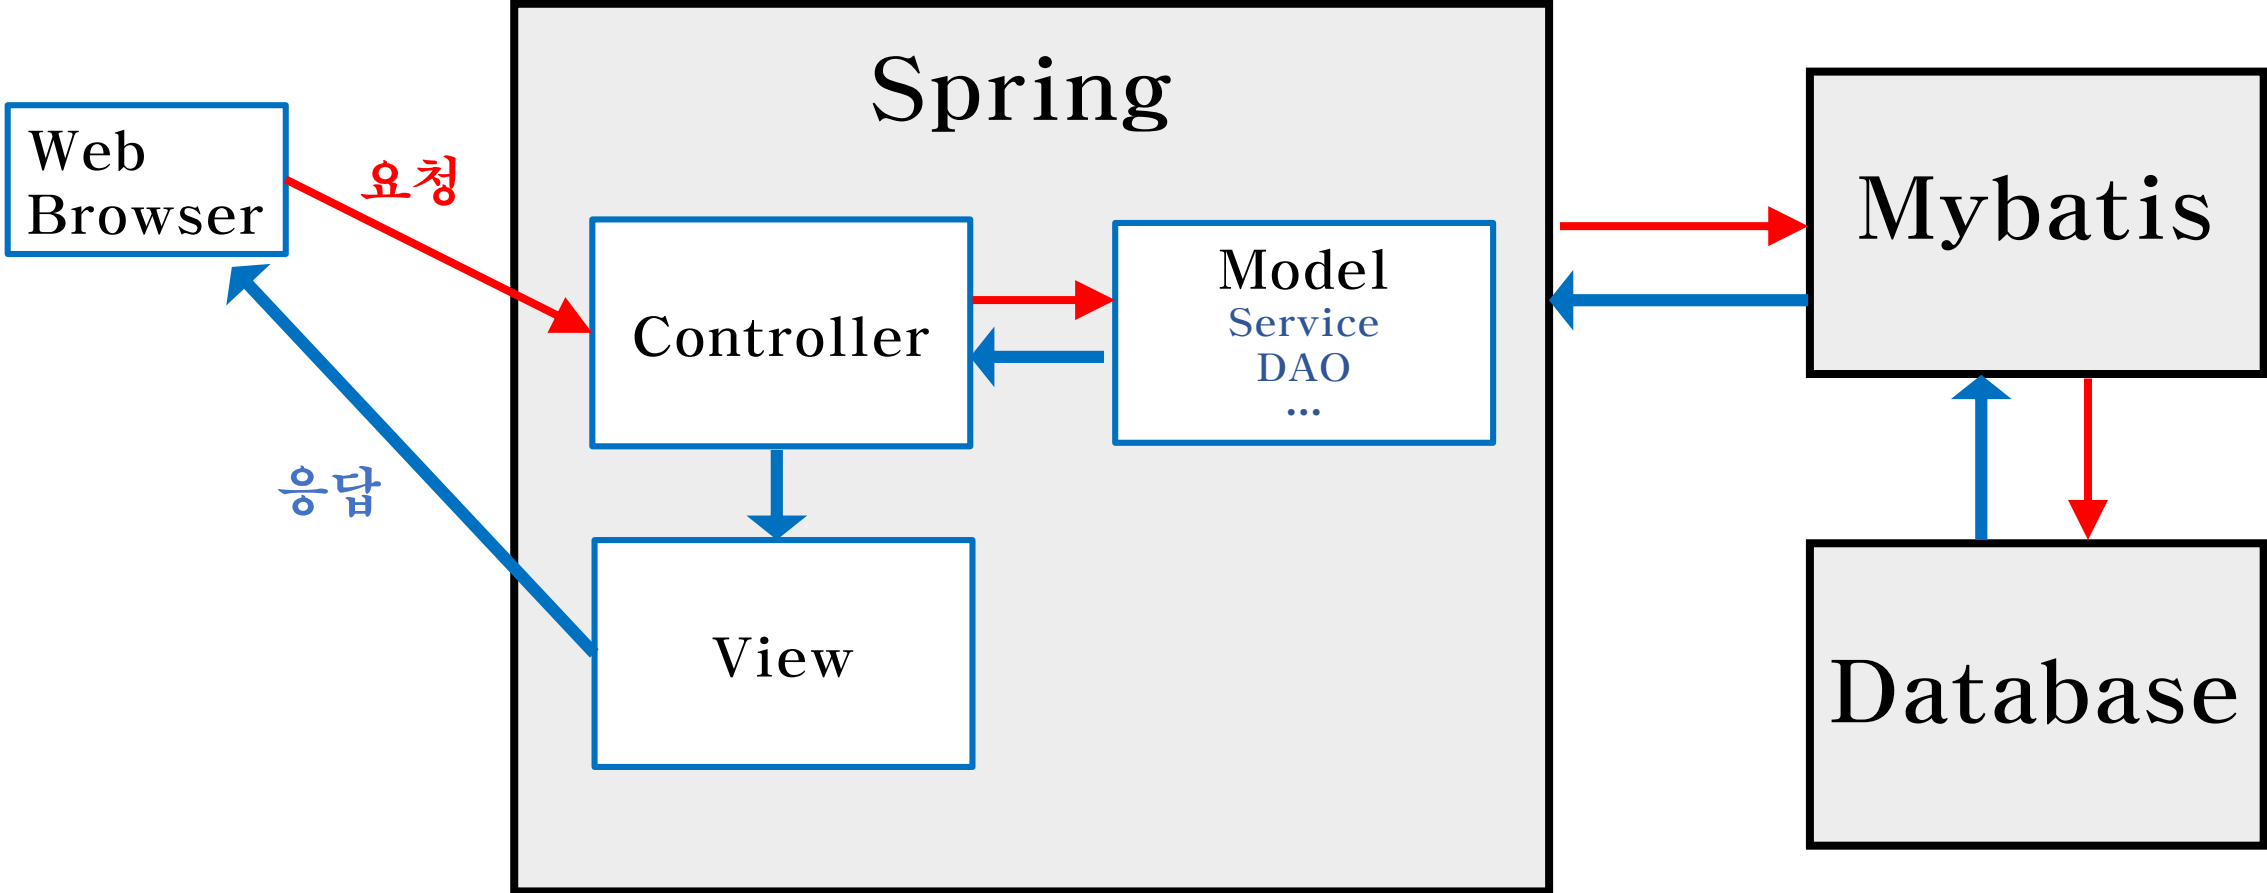 Spring
Web
Browser
요청
Controller
Model
Service
DAO
...
Mybatis
응답
View
Database